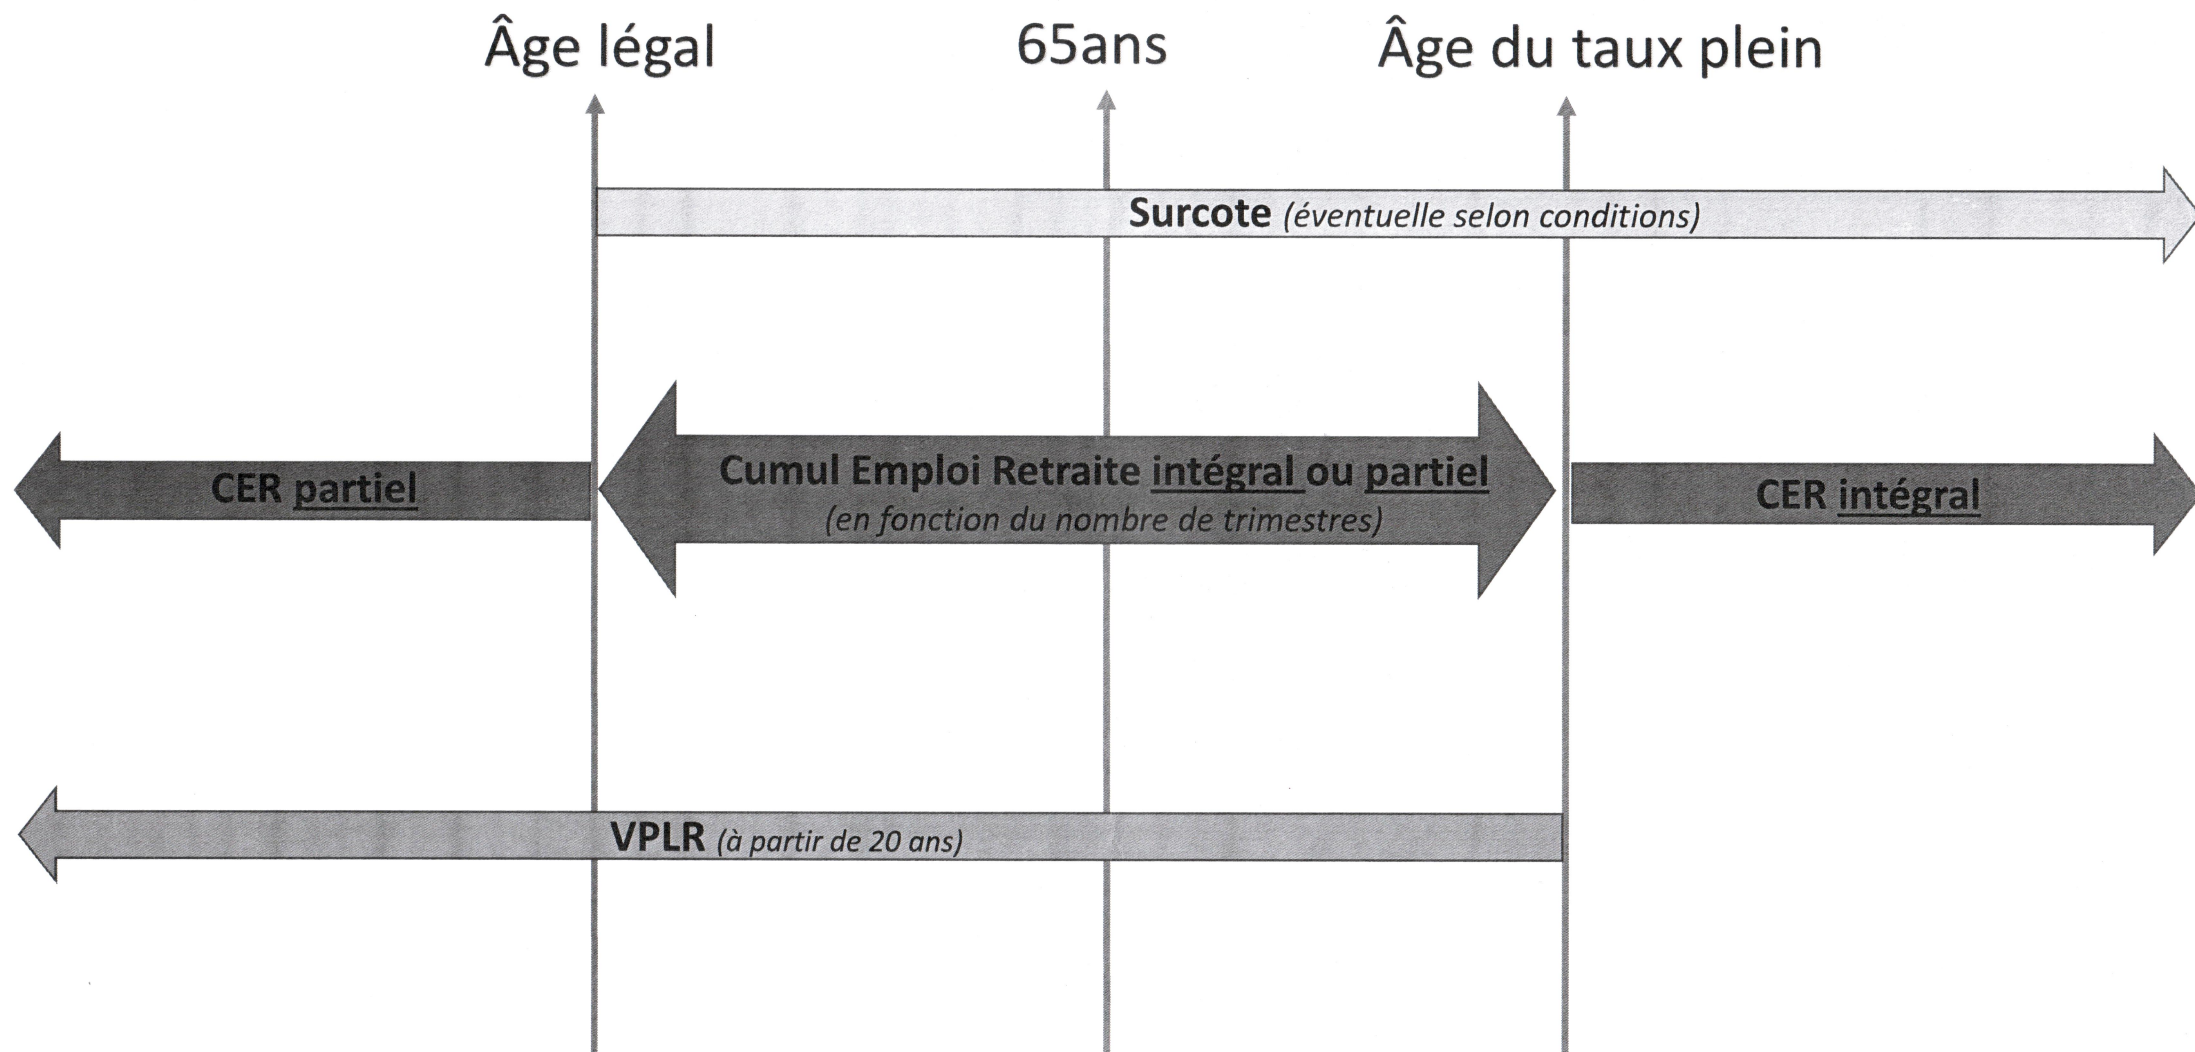 Âge légal
65ans
Âge du taux plein
Surcote (éventuelle selon conditions)
CER partiel
Cumul Emploi Retraite intégral ou partiel
(en fonction du nombre de trimestres)
CER intégral
VPLR (à partir de 20 ans)